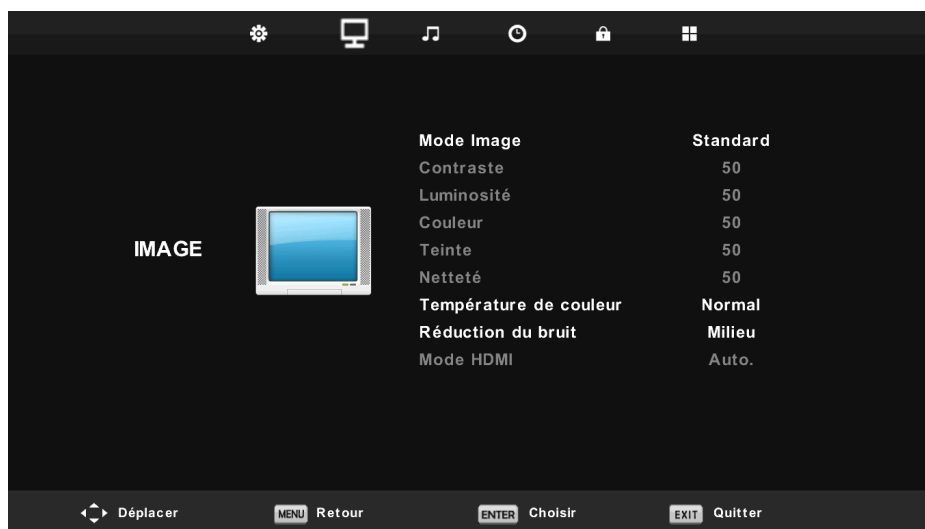 Mode Image Standard
Contraste 50
Luminosité 50
Couleur 50
IMAGE
Teinte 50
Netteté 50
Température de couleur Normal
Réduction du bruit Milieu
Mode HDMI Auto.
Déplacer MENU Retour ENTER Choisir EXIT Quitter